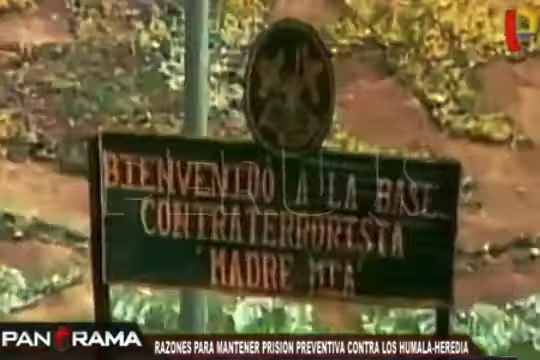 BIENVENIDO A LA BASE
CONTRATERRORISTA
"MADRE MIA"
PANORAMA
RAZONES PARA MANTENER PRISION PREVENTIVA CONTRA LOS HUMALA-HEREDIA